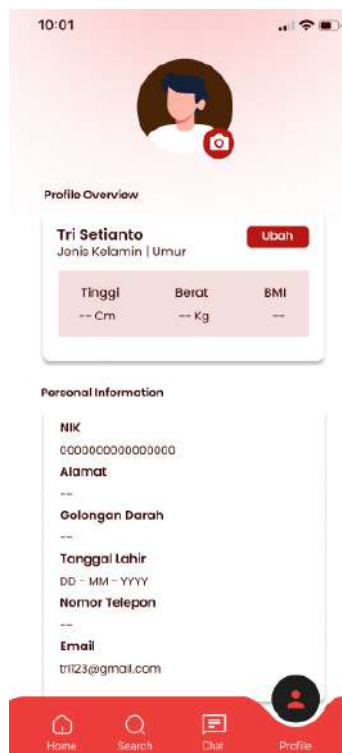 10:01
Profile Overview
Tri Setianto
Ubah
Jenis Kelamin | Umur
Tinggi Berat BMI
-- Cm -- Kg --
Personal Information
NIK
0000000000000000
Alamat
--
Golongan Darah
--
Tanggal Lahir
DD - MM - YYYY
Nomor Telepon
--
Email
tri123@gmail.com
Home Search Chat Profile